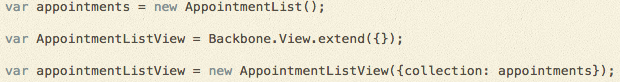 var appointments = new AppointmentList();
var AppointmentListView = Backbone.View.extend({});
var appointmentListView = new AppointmentListView({collection: appointments});